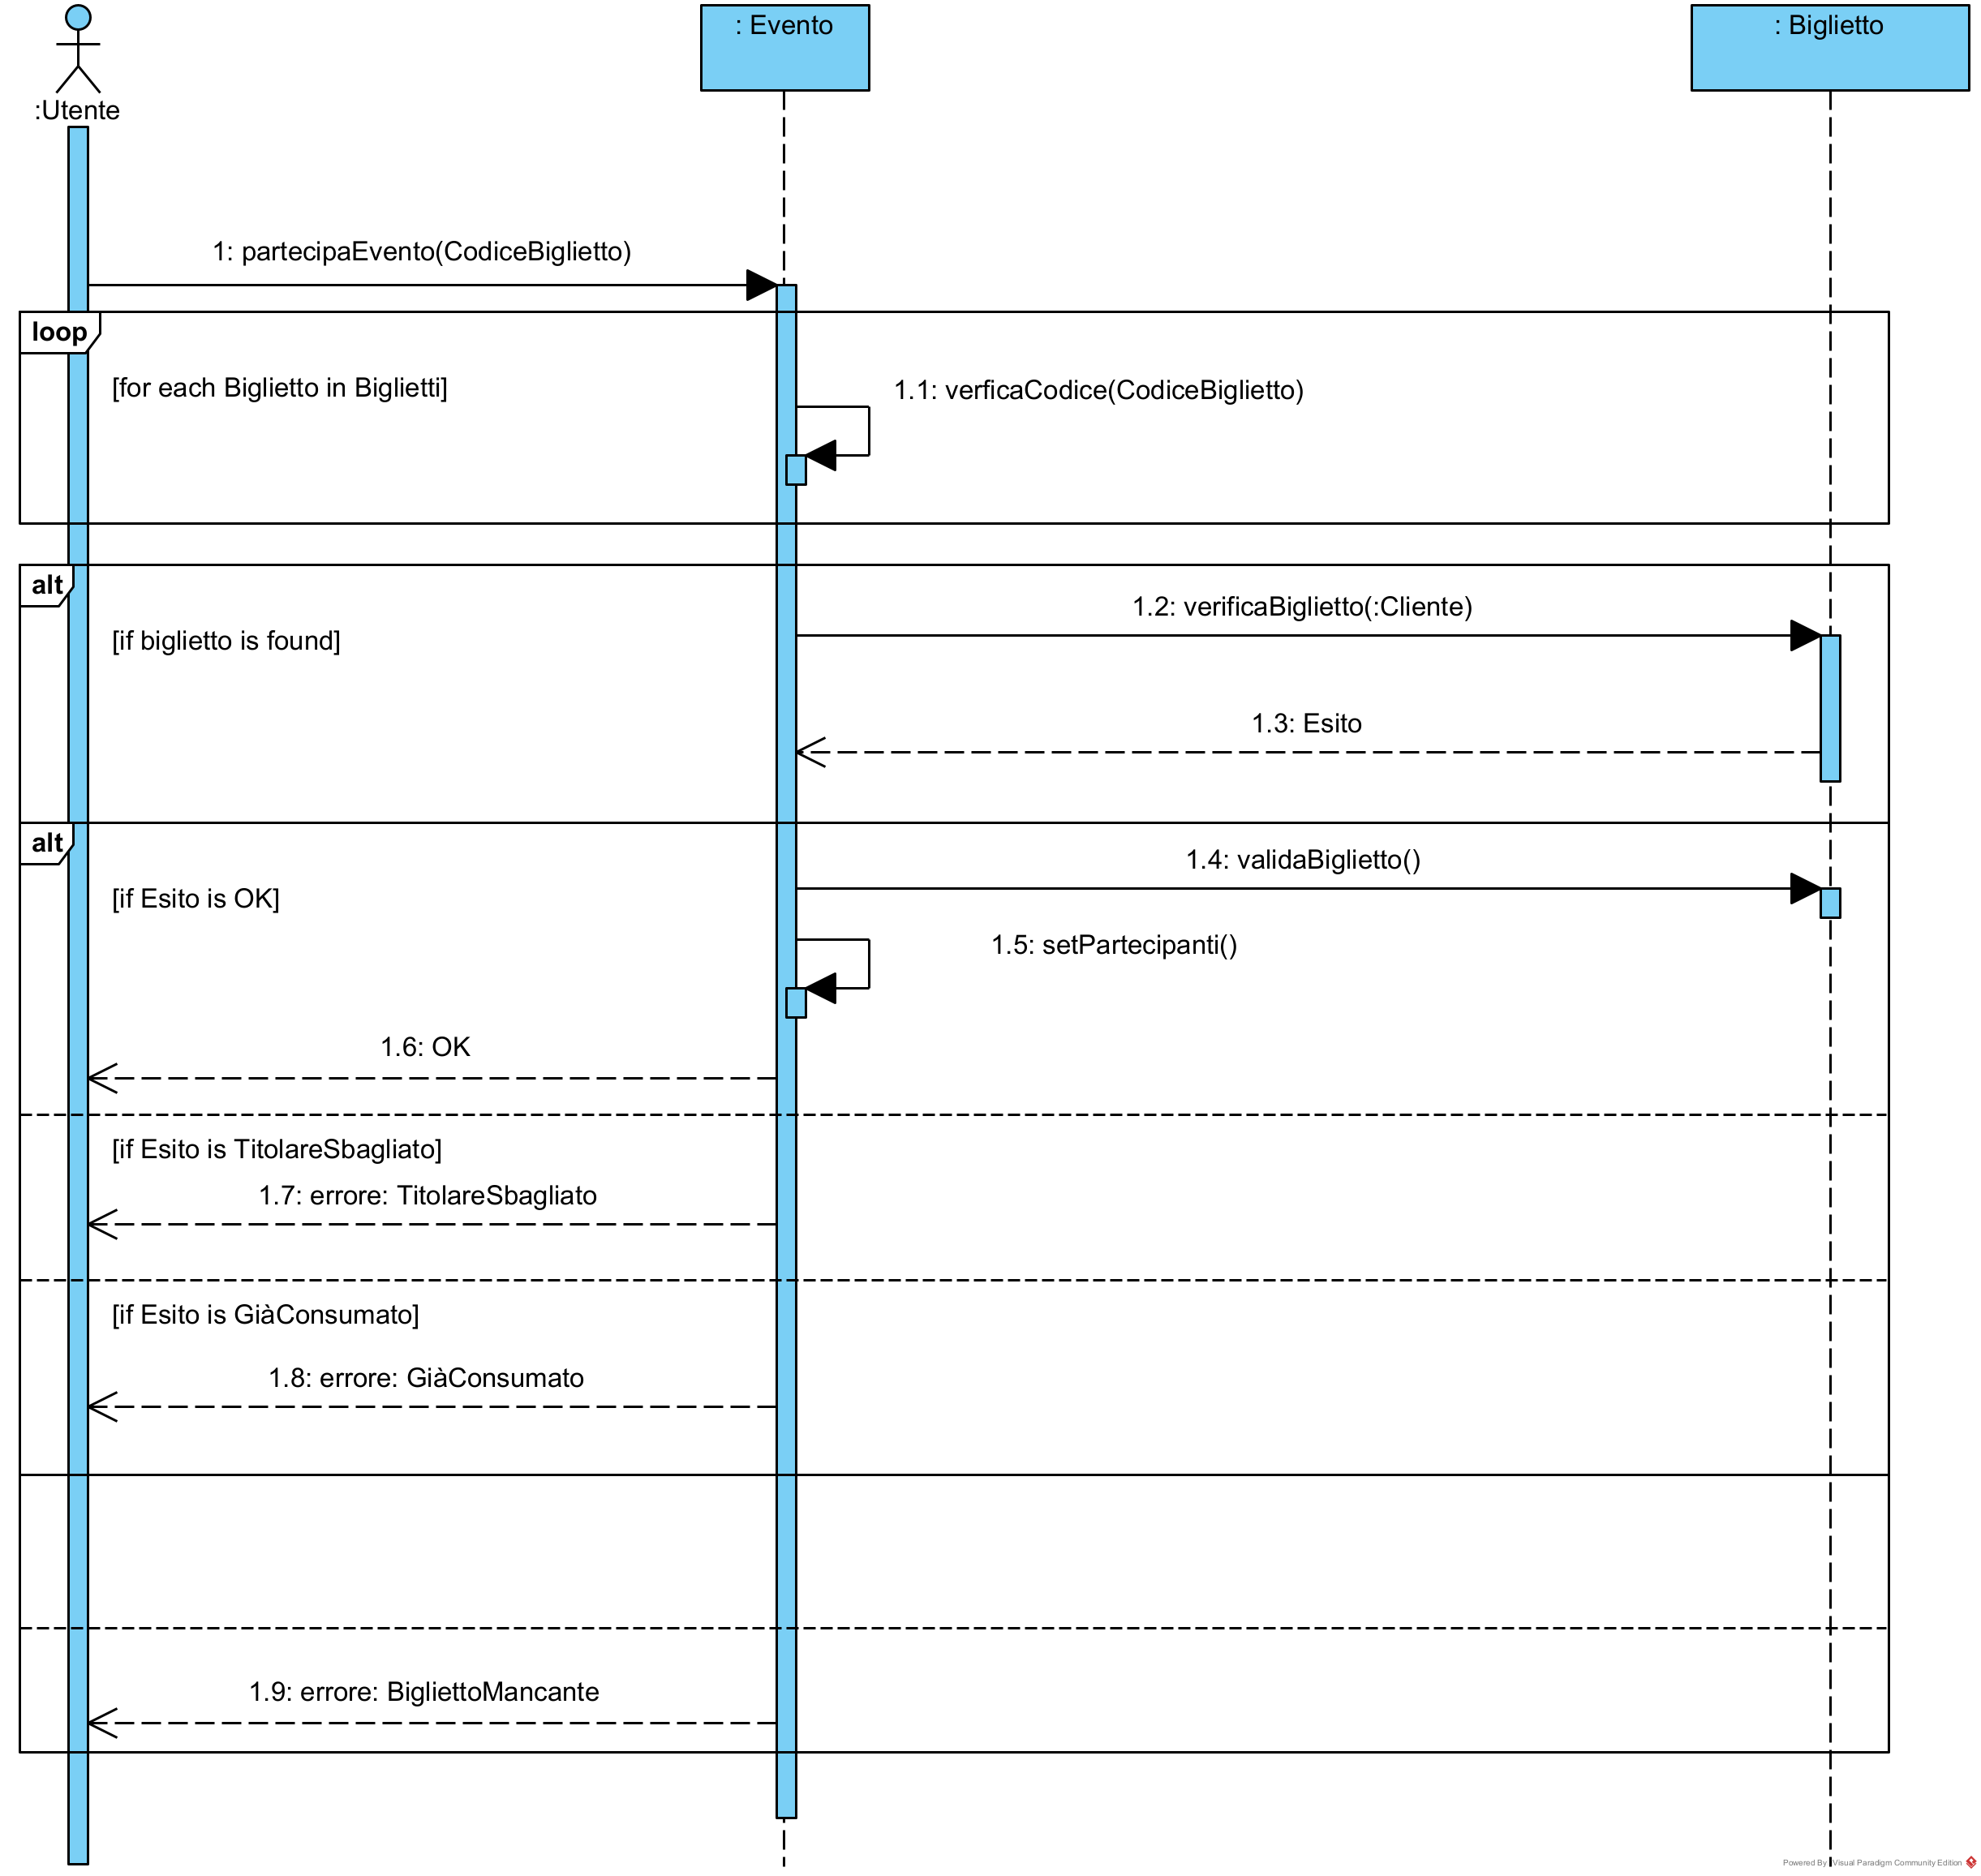 :Utente
: Evento
: Biglietto
1: partecipaEvento(CodiceBiglietto)
loop
[for each Biglietto in Biglietti]
1.1: verficaCodice(CodiceBiglietto)
alt
[if biglietto is found]
1.2: verificaBiglietto(:Cliente)
1.3: Esito
alt
[if Esito is OK]
1.4: validaBiglietto()
1.5: setPartecipanti()
1.6: OK
[if Esito is TitolareSbagliato]
1.7: errore: TitolareSbagliato
[if Esito is GiàConsumato]
1.8: errore: GiàConsumato
1.9: errore: BigliettoMancante
Powered By Visual Paradigm Community Edition